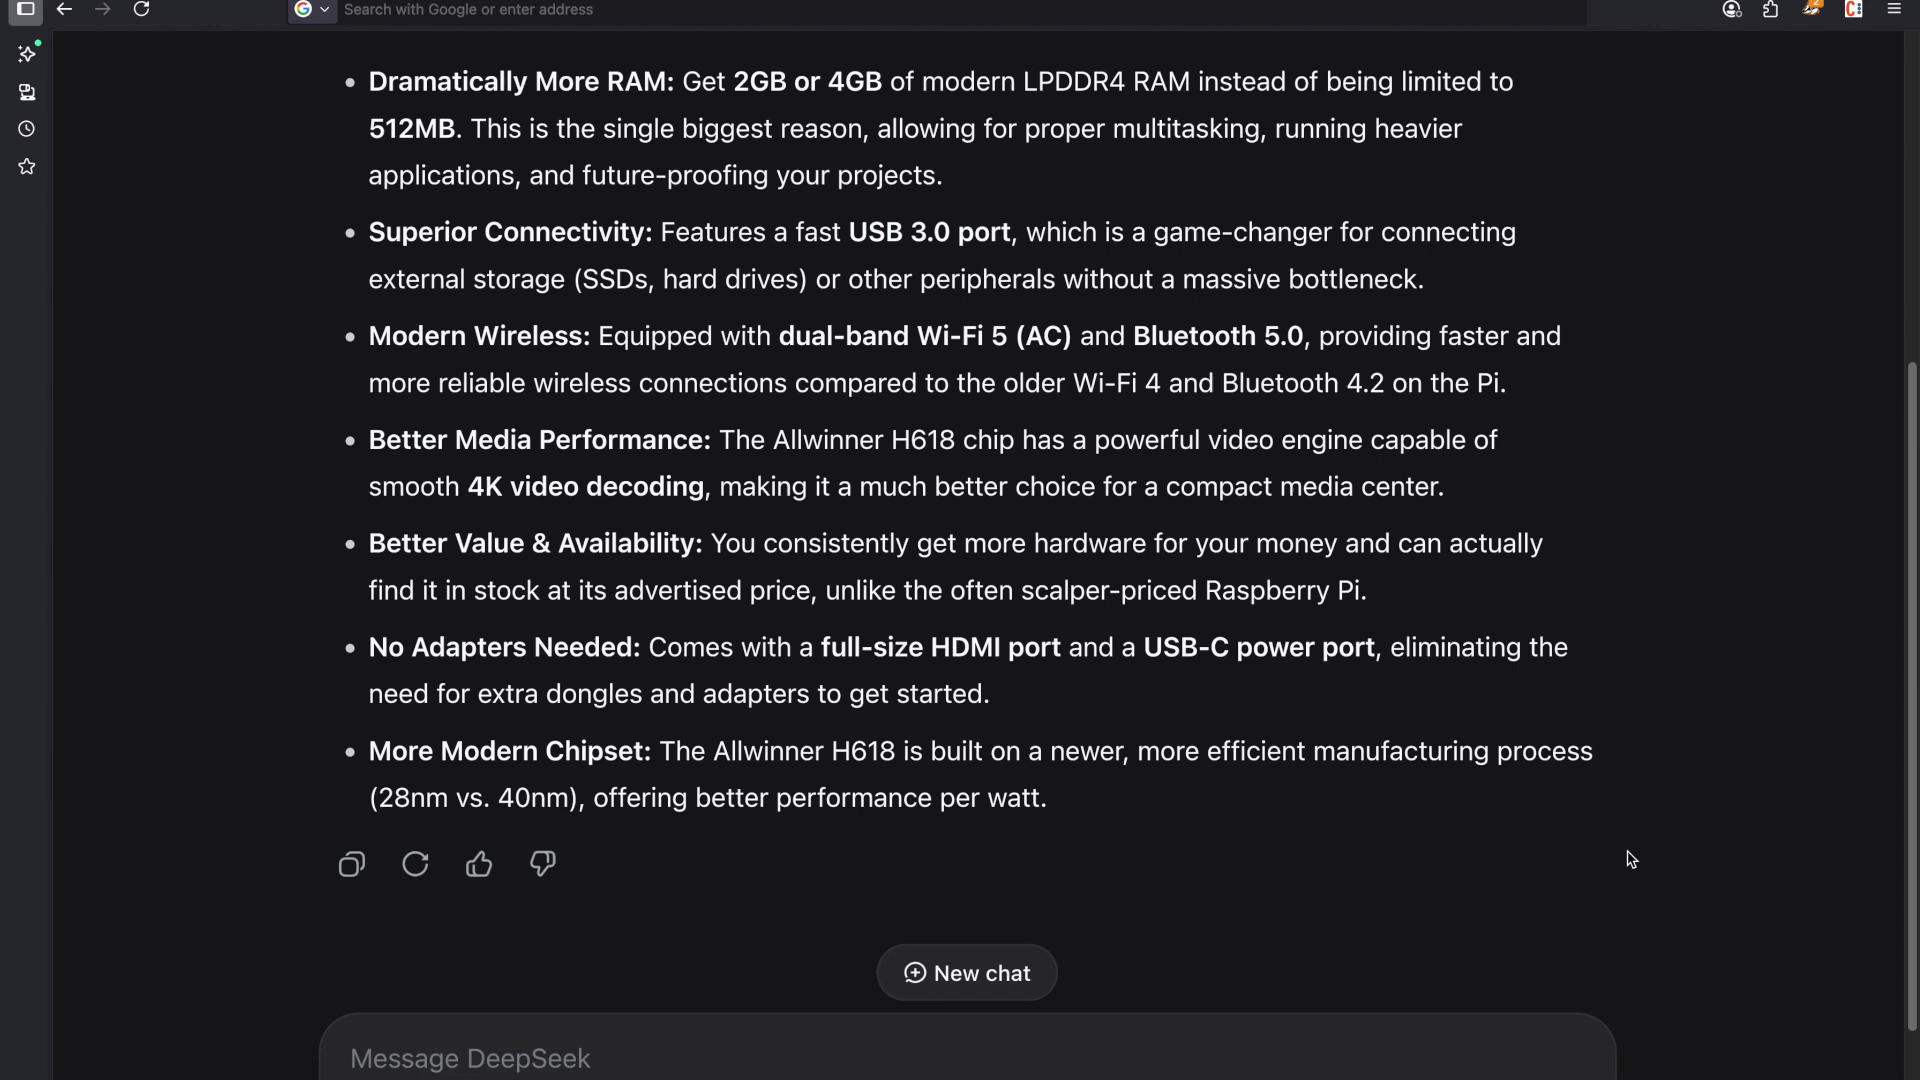 Search with Google or enter address
2
C:
• Dramatically More RAM: Get 2GB or 4GB of modern LPDDR4 RAM instead of being limited to
512MB. This is the single biggest reason, allowing for proper multitasking, running heavier
applications, and future-proofing your projects.
• Superior Connectivity: Features a fast USB 3.0 port, which is a game-changer for connecting
external storage (SSDs, hard drives) or other peripherals without a massive bottleneck.
• Modern Wireless: Equipped with dual-band Wi-Fi 5 (AC) and Bluetooth 5.0, providing faster and
more reliable wireless connections compared to the older Wi-Fi 4 and Bluetooth 4.2 on the Pi.
• Better Media Performance: The Allwinner H618 chip has a powerful video engine capable of
smooth 4K video decoding, making it a much better choice for a compact media center.
• Better Value & Availability: You consistently get more hardware for your money and can actually
find it in stock at its advertised price, unlike the often scalper-priced Raspberry Pi.
• No Adapters Needed: Comes with a full-size HDMI port and a USB-C power port, eliminating the
need for extra dongles and adapters to get started.
• More Modern Chipset: The Allwinner H618 is built on a newer, more efficient manufacturing process
(28nm vs. 40nm), offering better performance per watt.
New chat
Message DeepSeek